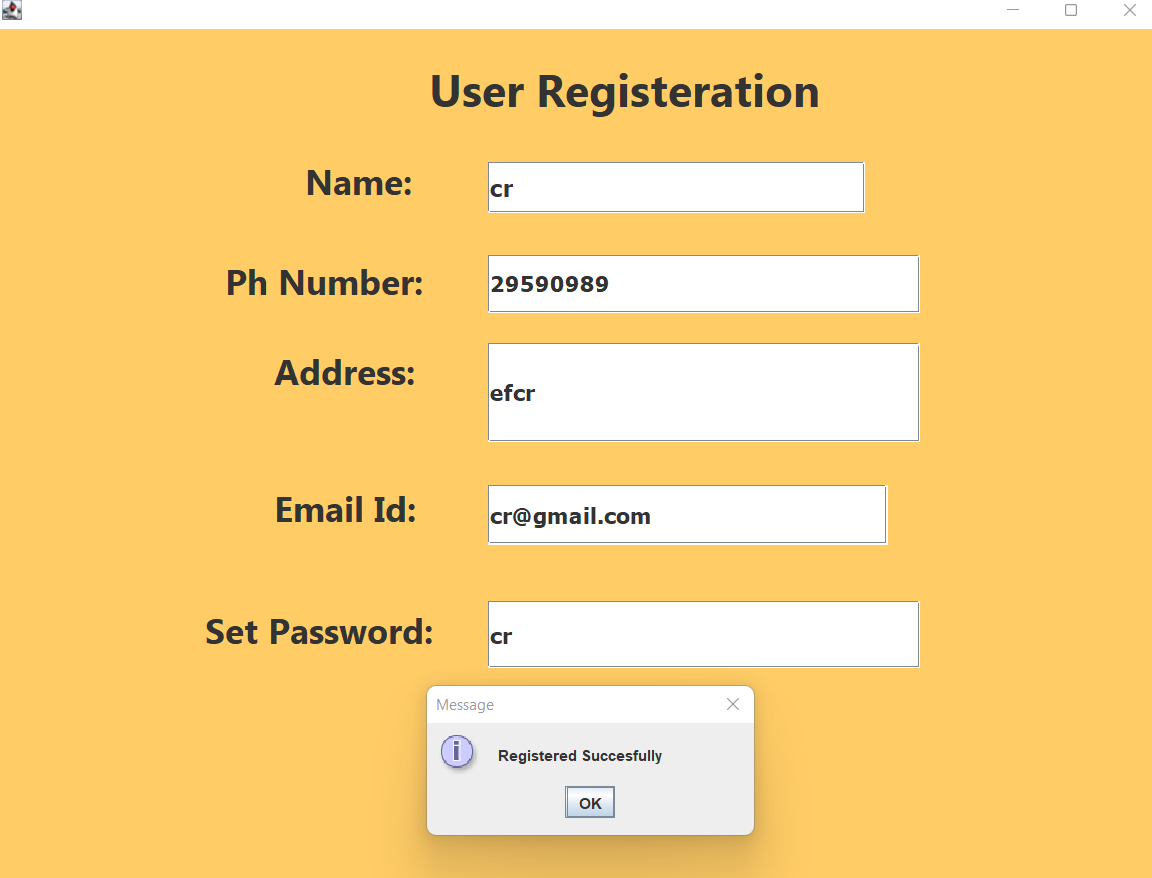 User Registeration
Name: cr
Ph Number: 29590989
Address: efcr
Email Id: cr@gmail.com
Set Password: cr
Message
Registered Succesfully
OK